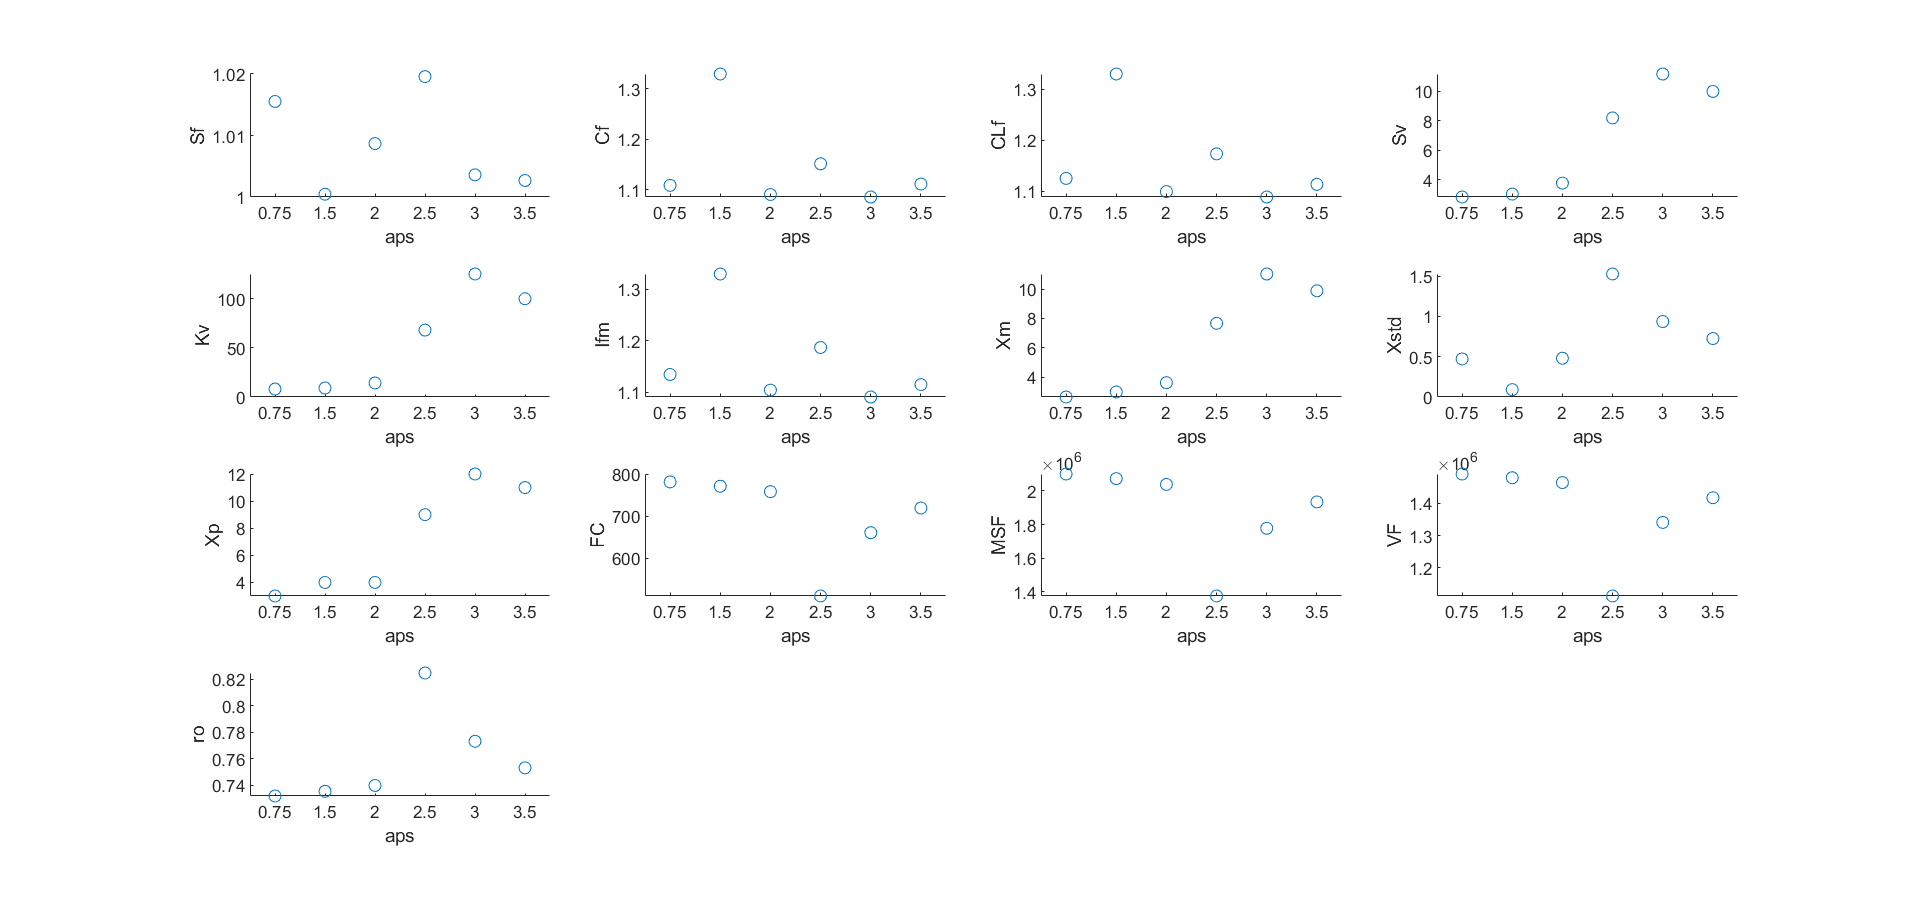 Sf
1.02
1.01
1
0.75 1.5 2 2.5 3 3.5
aps
Cf
1.3
1.2
1.1
0.75 1.5 2 2.5 3 3.5
aps
CLf
1.3
1.2
1.1
0.75 1.5 2 2.5 3 3.5
aps
Sv
10
8
6
4
0.75 1.5 2 2.5 3 3.5
aps
Kv
100
50
0
0.75 1.5 2 2.5 3 3.5
aps
Ifm
1.3
1.2
1.1
0.75 1.5 2 2.5 3 3.5
aps
Xm
10
8
6
4
0.75 1.5 2 2.5 3 3.5
aps
Xstd
1.5
1
0.5
0
0.75 1.5 2 2.5 3 3.5
aps
Xp
12
10
8
6
4
0.75 1.5 2 2.5 3 3.5
aps
FC
800
700
600
0.75 1.5 2 2.5 3 3.5
aps
× 10^6
MSF
2
1.8
1.6
1.4
0.75 1.5 2 2.5 3 3.5
aps
× 10^6
VF
1.4
1.3
1.2
0.75 1.5 2 2.5 3 3.5
aps
ro
0.82
0.8
0.78
0.76
0.74
0.75 1.5 2 2.5 3 3.5
aps